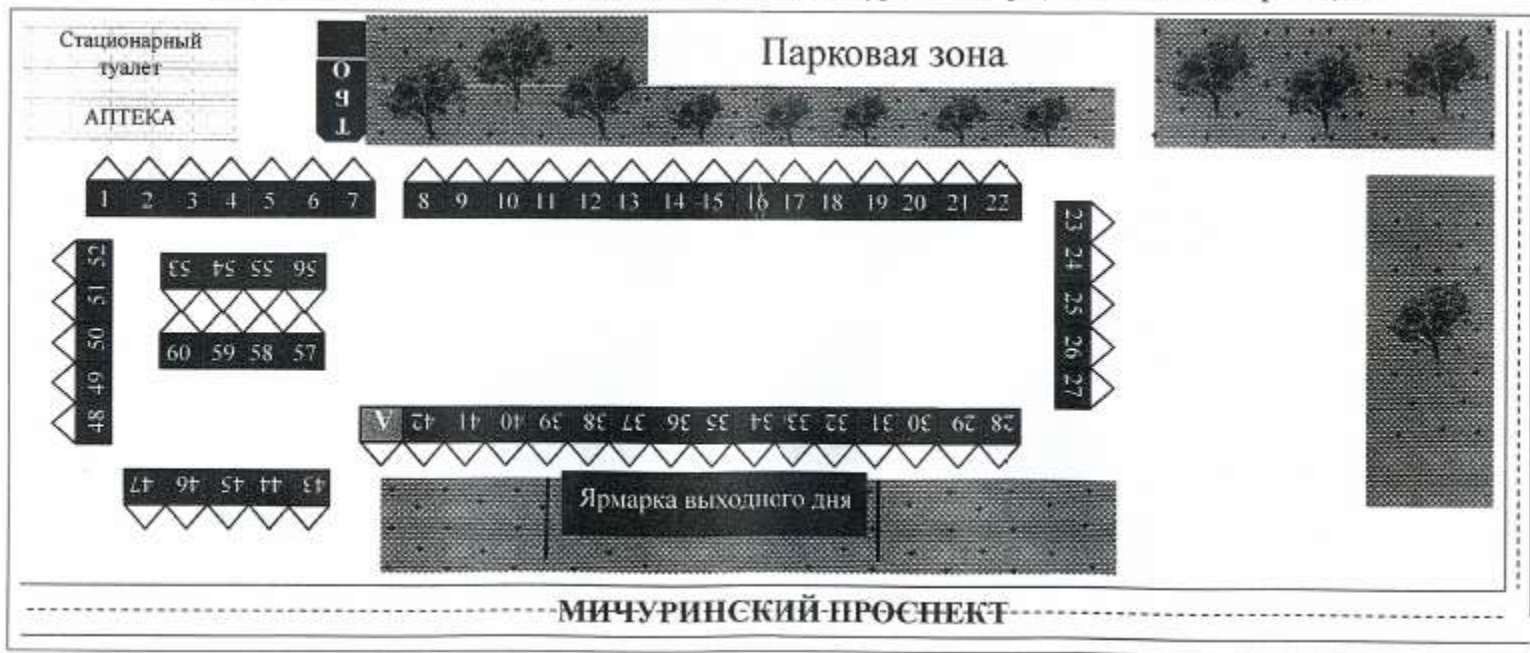 Стационарный
туалет
АПТЕКА
ТБО
Парковая зона
1 2 3 4 5 6 7
8 9 10 11 12 13 14 15 16 17 18 19 20 21 22
23 24 25 26 27
52 51 50 49 48
53 54 55 56
60 59 58 57
А 42 41 40 39 38 37 36 35 34 33 32 31 30 29 28
47 46 45 44 43
Ярмарка выходного дня
МИЧУРИНСКИЙ ПРОСПЕКТ